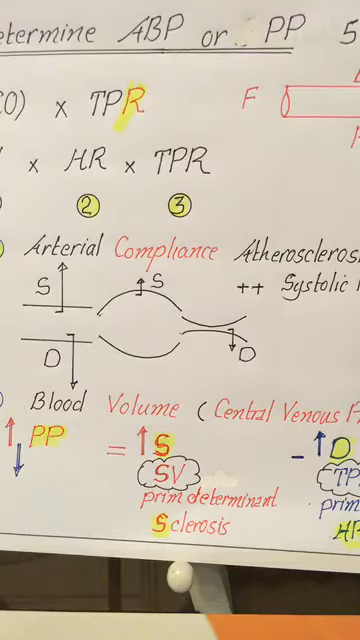 etermine ABP or PP 5
CO) x TPR F
x HR x TPR
2 3
Arterial Compliance Atherosclerosi
S S ++ Systolic
D D
Blood Volume ( Central Venous
PP = S - D
SV TP
prim determinant prim
Sclerosis HR